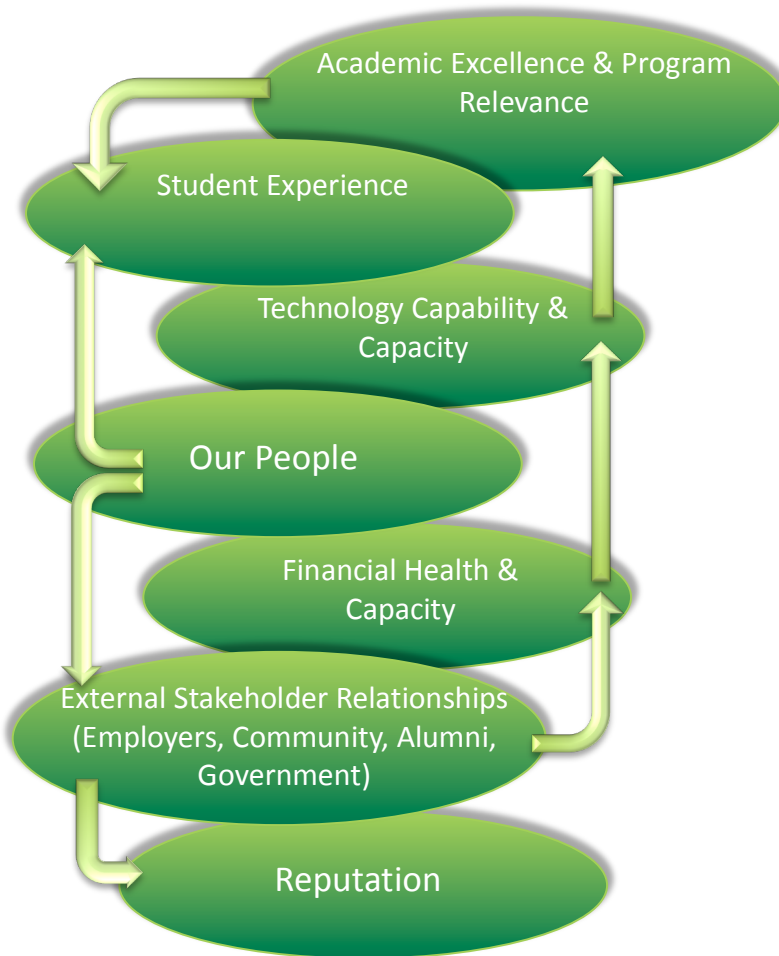 Academic Excellence & Program
Relevance
Student Experience
Technology Capability &
Capacity
Our People
Financial Health &
Capacity
External Stakeholder Relationships
(Employers, Community, Alumni,
Government)
Reputation